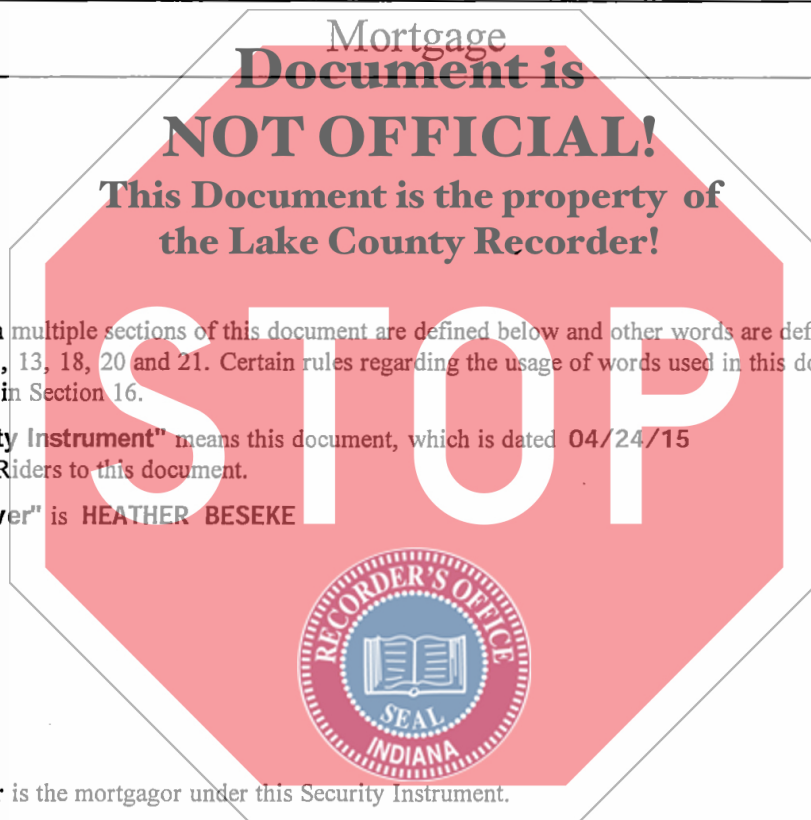 Mortgage
Document is
NOT OFFICIAL!
This Document is the property of
the Lake County Recorder!
multiple sections of this document are defined below and other words are def
, 13, 18, 20 and 21. Certain rules regarding the usage of words used in this do
in Section 16.
ty Instrument" means this document, which is dated 04/24/15
Riders to this document.
er" is HEATHER BESEKE
STOP
RECORDER'S OFFICE
SEAL
INDIANA
r is the mortgagor under this Security Instrument.